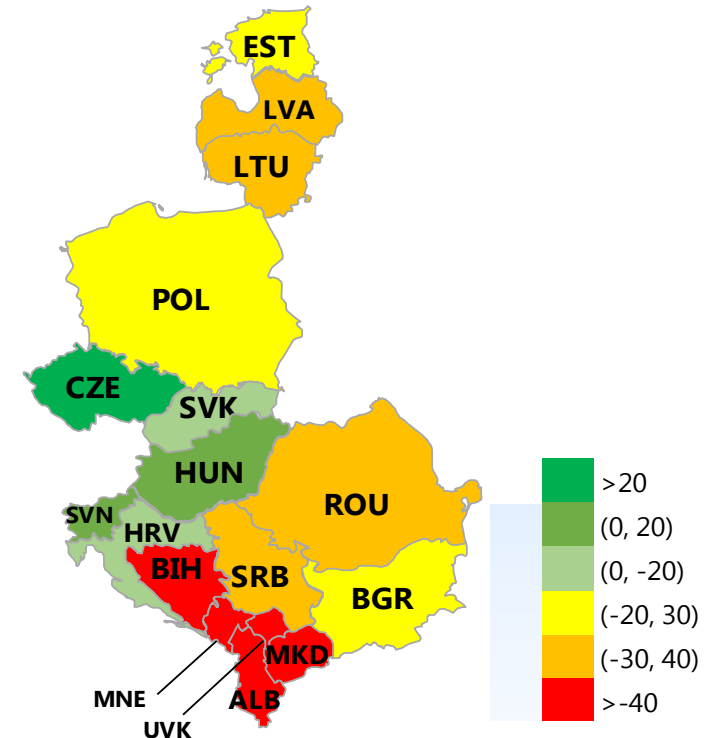 EST
LVA
LTU
POL
CZE
SVK
HUN
ROU
SVN
HRV
BIH
SRB
BGR
MKD
MNE
ALB
UVK
>20
(0, 20)
(0, -20)
(-20, 30)
(-30, 40)
>-40